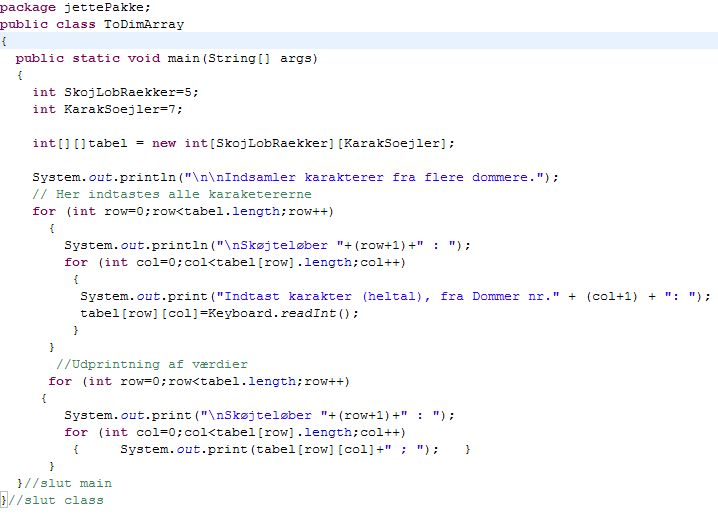 package jettePakke;
public class ToDimArray
{
public static void main(String[] args)
{
int SkojLobRaekker=5;
int KarakSoejler=7;
int[][]tabel = new int[SkojLobRaekker][KarakSoejler];
System.out.println("\n\nIndsamler karakterer fra flere dommere.");
// Her indtastes alle karaketererne
for (int row=0;row<tabel.length;row++)
{
System.out.println("\nSkøjteløber "+(row+1)+" : ");
for (int col=0;col<tabel[row].length;col++)
{
System.out.print("Indtast karakter (heltal), fra Dommer nr." + (col+1) + ": ");
tabel[row][col]=Keyboard.readInt();
}
}
//Udprintning af værdier
for (int row=0;row<tabel.length;row++)
{
System.out.print("\nSkøjteløber "+(row+1)+" : ");
for (int col=0;col<tabel[row].length;col++)
{ System.out.print(tabel[row][col]+" ; "); }
}
}//slut main
}//slut class